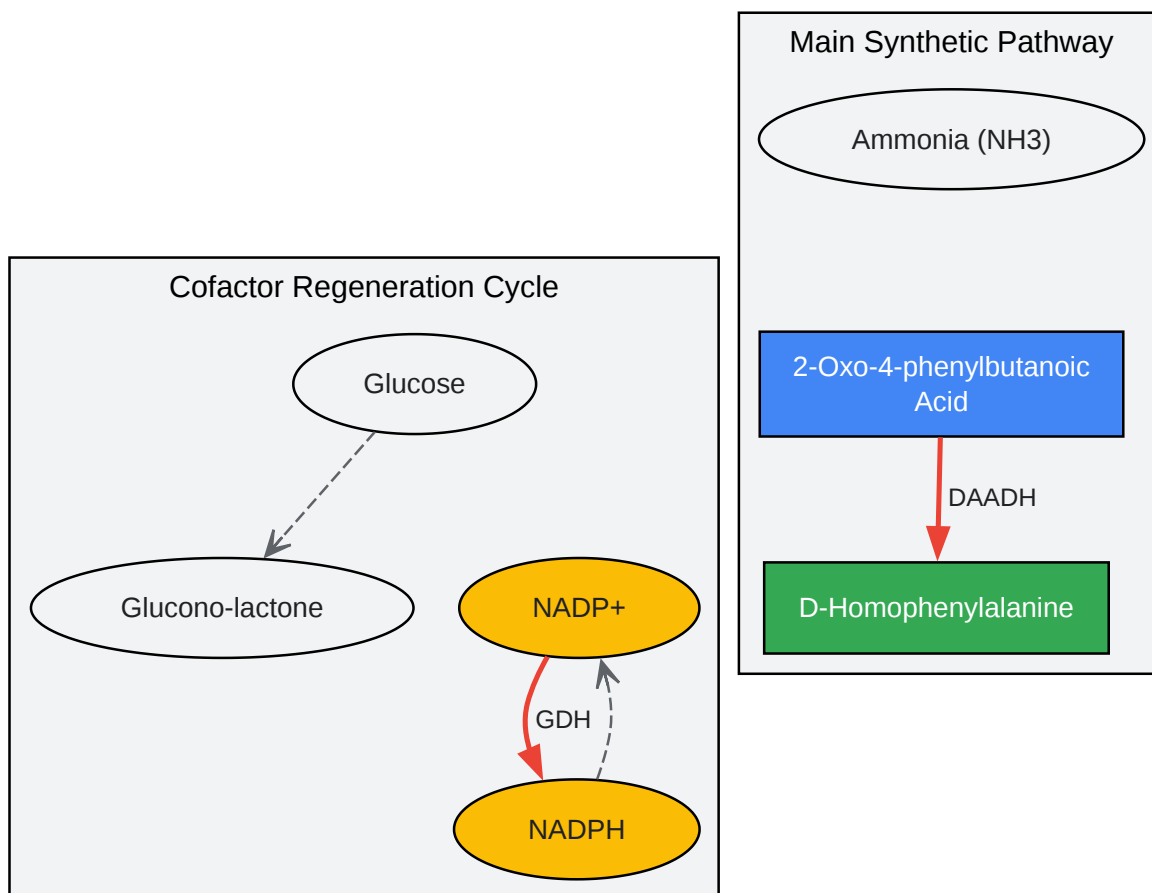 Main Synthetic Pathway
Ammonia (NH3)
2-Oxo-4-phenylbutanoic
Acid
DAADH
D-Homophenylalanine
Cofactor Regeneration Cycle
Glucose
Glucono-lactone
NADP+
GDH
NADPH